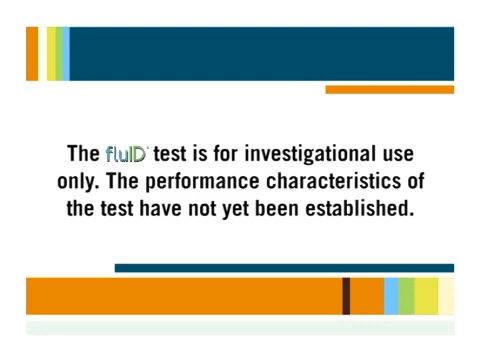 The fluID test is for investigational use
only. The performance characteristics of
the test have not yet been established.